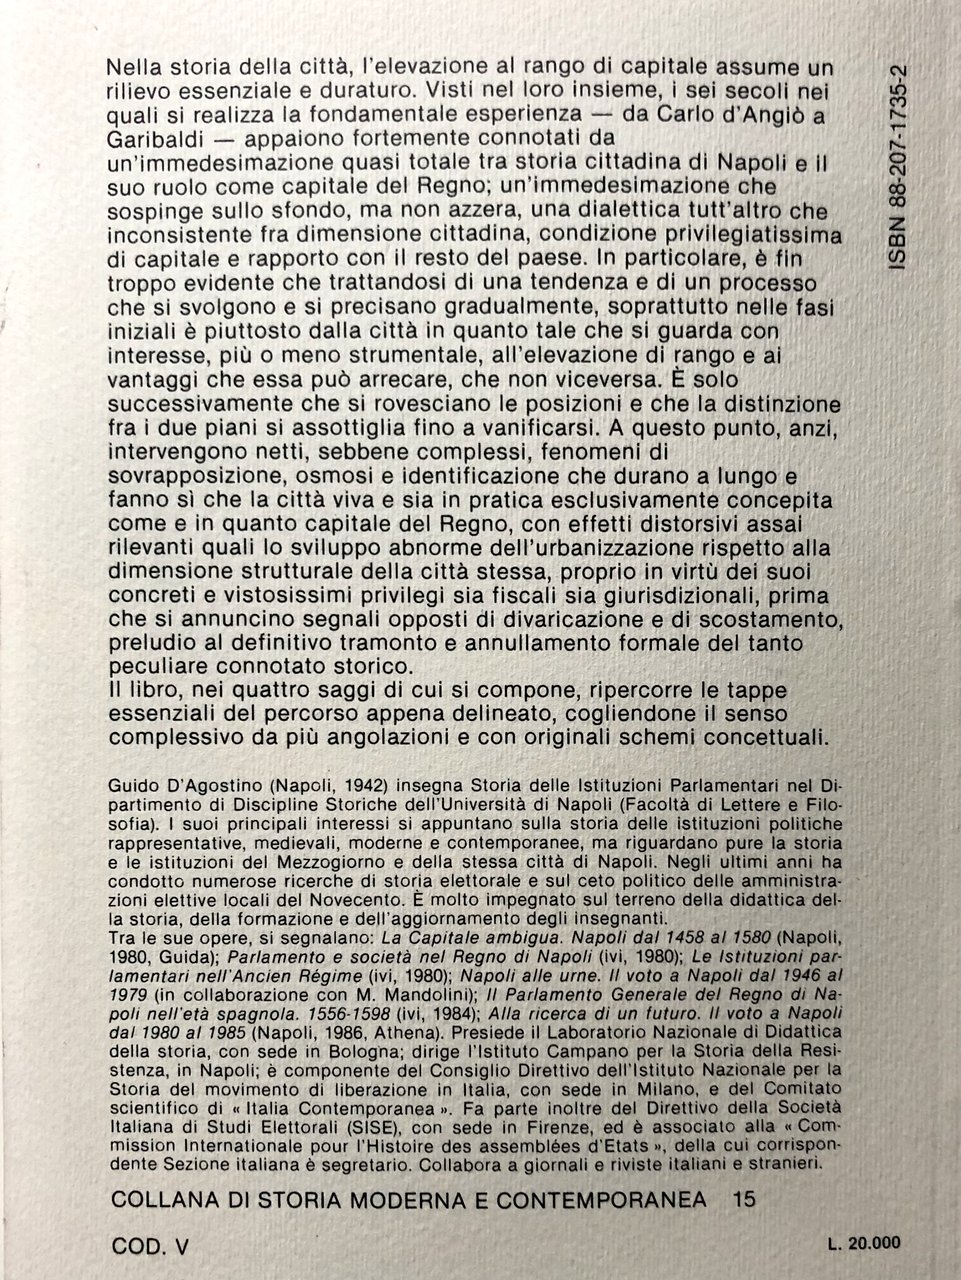 Nella storia della città, l'elevazione al rango di capitale assume un
rilievo essenziale e duraturo. Visti nel loro insieme, i sei secoli nei
quali si realizza la fondamentale esperienza — da Carlo d'Angiò a
Garibaldi — appaiono fortemente connotati da
un'immedesimazione quasi totale tra storia cittadina di Napoli e il
suo ruolo come capitale del Regno; un'immedesimazione che
sospinge sullo sfondo, ma non azzera, una dialettica tutt'altro che
inconsistente fra dimensione cittadina, condizione privilegiatissima
di capitale e rapporto con il resto del paese. In particolare, è fin
troppo evidente che trattandosi di una tendenza e di un processo
che si svolgono e si precisano gradualmente, soprattutto nelle fasi
iniziali è piuttosto dalla città in quanto tale che si guarda con
interesse, più o meno strumentale, all'elevazione di rango e ai
vantaggi che essa può arrecare, che non viceversa. È solo
successivamente che si rovesciano le posizioni e che la distinzione
fra i due piani si assottiglia fino a vanificarsi. A questo punto, anzi,
intervengono netti, sebbene complessi, fenomeni di
sovrapposizione, osmosi e identificazione che durano a lungo e
fanno sì che la città viva e sia in pratica esclusivamente concepita
come e in quanto capitale del Regno, con effetti distorsivi assai
rilevanti quali lo sviluppo abnorme dell'urbanizzazione rispetto alla
dimensione strutturale della città stessa, proprio in virtù dei suoi
concreti e vistosissimi privilegi sia fiscali sia giurisdizionali, prima
che si annuncino segnali opposti di divaricazione e di scostamento,
preludio al definitivo tramonto e annullamento formale del tanto
peculiare connotato storico.
Il libro, nei quattro saggi di cui si compone, ripercorre le tappe
essenziali del percorso appena delineato, cogliendone il senso
complessivo da più angolazioni e con originali schemi concettuali.
Guido D'Agostino (Napoli, 1942) insegna Storia delle Istituzioni Parlamentari nel Di-
partimento di Discipline Storiche dell'Università di Napoli (Facoltà di Lettere e Filo-
sofia). I suoi principali interessi si appuntano sulla storia delle istituzioni politiche
rappresentative, medievali, moderne e contemporanee, ma riguardano pure la storia
e le istituzioni del Mezzogiorno e della stessa città di Napoli. Negli ultimi anni ha
condotto numerose ricerche di storia elettorale e sul ceto politico delle amministra-
zioni elettive locali del Novecento. È molto impegnato sul terreno della didattica del-
la storia, della formazione e dell'aggiornamento degli insegnanti.
Tra le sue opere, si segnalano: La Capitale ambigua. Napoli dal 1458 al 1580 (Napoli,
1980, Guida); Parlamento e società nel Regno di Napoli (ivi, 1980); Le Istituzioni par-
lamentari nell'Ancien Régime (ivi, 1980); Napoli alle urne. Il voto a Napoli dal 1946 al
1979 (in collaborazione con M. Mandolini); Il Parlamento Generale del Regno di Na-
poli nell'età spagnola. 1556-1598 (ivi, 1984); Alla ricerca di un futuro. Il voto a Napoli
dal 1980 al 1985 (Napoli, 1986, Athena). Presiede il Laboratorio Nazionale di Didattica
della storia, con sede in Bologna; dirige l'Istituto Campano per la Storia della Resi-
stenza, in Napoli; è componente del Consiglio Direttivo dell'Istituto Nazionale per la
Storia del movimento di liberazione in Italia, con sede in Milano, e del Comitato
scientifico di « Italia Contemporanea ». Fa parte inoltre del Direttivo della Società
Italiana di Studi Elettorali (SISE), con sede in Firenze, ed è associato alla « Com-
mission Internationale pour l'Histoire des assemblées d'Etats », della cui corrispon-
dente Sezione italiana è segretario. Collabora a giornali e riviste italiani e stranieri.
COLLANA DI STORIA MODERNA E CONTEMPORANEA 15
COD. V
L. 20.000
ISBN 88-207-1735-2